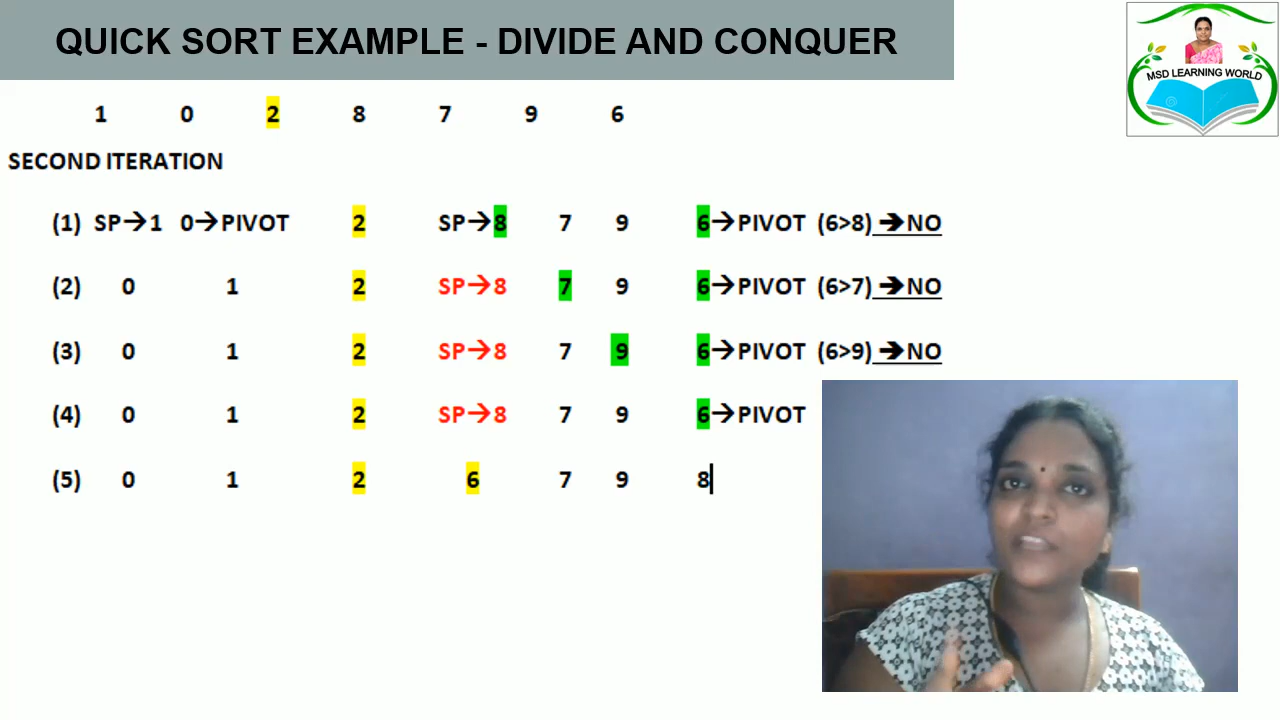 QUICK SORT EXAMPLE - DIVIDE AND CONQUER
MSD LEARNING WORLD
1 0 2 8 7 9 6
SECOND ITERATION
(1) SP→1 0→PIVOT 2 SP→8 7 9 6→PIVOT (6>8) →NO
(2) 0 1 2 SP→8 7 9 6→PIVOT (6>7) →NO
(3) 0 1 2 SP→8 7 9 6→PIVOT (6>9) →NO
(4) 0 1 2 SP→8 7 9 6→PIVOT
(5) 0 1 2 6 7 9 8